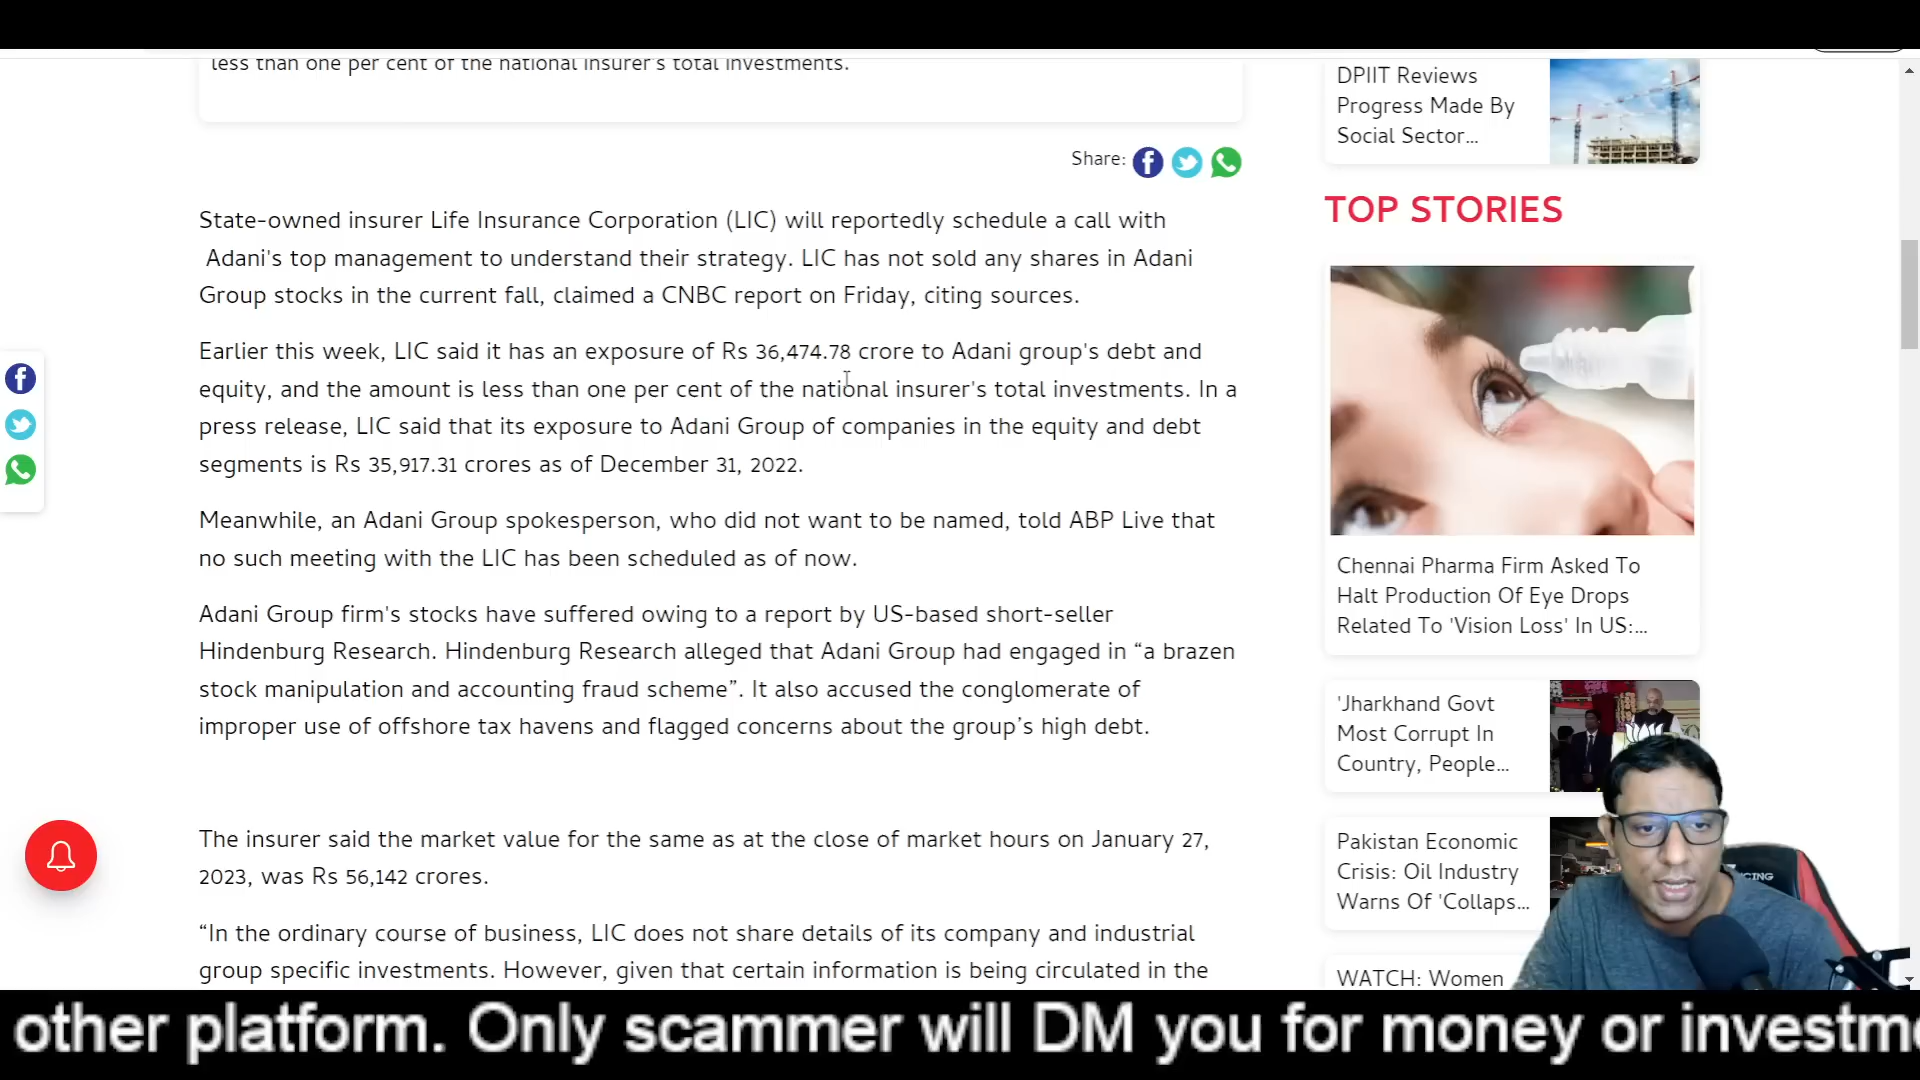 less than one per cent of the national insurer's total investments.
Share:
State-owned insurer Life Insurance Corporation (LIC) will reportedly schedule a call with
Adani's top management to understand their strategy. LIC has not sold any shares in Adani
Group stocks in the current fall, claimed a CNBC report on Friday, citing sources.
Earlier this week, LIC said it has an exposure of Rs 36,474.78 crore to Adani group's debt and
equity, and the amount is less than one per cent of the national insurer's total investments. In a
press release, LIC said that its exposure to Adani Group of companies in the equity and debt
segments is Rs 35,917.31 crores as of December 31, 2022.
Meanwhile, an Adani Group spokesperson, who did not want to be named, told ABP Live that
no such meeting with the LIC has been scheduled as of now.
Adani Group firm's stocks have suffered owing to a report by US-based short-seller
Hindenburg Research. Hindenburg Research alleged that Adani Group had engaged in “a brazen
stock manipulation and accounting fraud scheme”. It also accused the conglomerate of
improper use of offshore tax havens and flagged concerns about the group’s high debt.
The insurer said the market value for the same as at the close of market hours on January 27,
2023, was Rs 56,142 crores.
“In the ordinary course of business, LIC does not share details of its company and industrial
group specific investments. However, given that certain information is being circulated in the
DPIIT Reviews
Progress Made By
Social Sector...
TOP STORIES
Chennai Pharma Firm Asked To
Halt Production Of Eye Drops
Related To 'Vision Loss' In US:...
'Jharkhand Govt
Most Corrupt In
Country, People...
Pakistan Economic
Crisis: Oil Industry
Warns Of 'Collaps...
WATCH: Women
other platform. Only scammer will DM you for money or investm